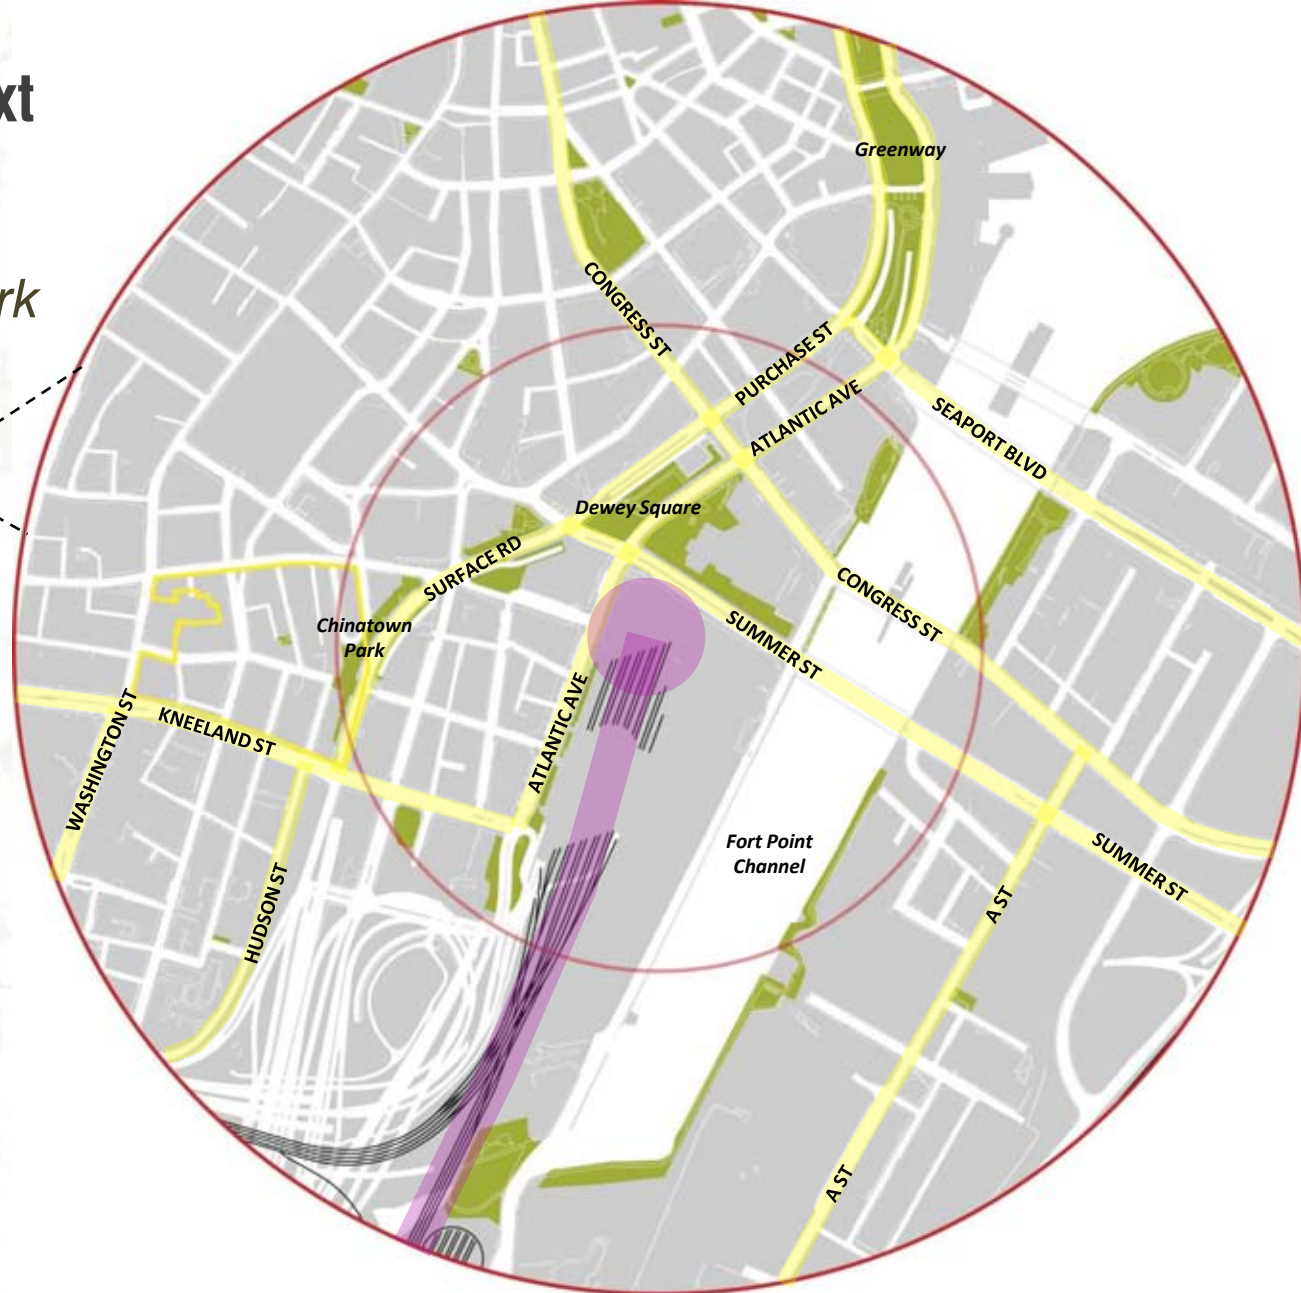 xt
rk
Greenway
CONGRESS ST
PURCHASE ST
ATLANTIC AVE
SEAPORT BLVD
Dewey Square
SURFACE RD
CONGRESS ST
Chinatown
Park
SUMMER ST
WASHINGTON ST
KNEELAND ST
ATLANTIC AVE
Fort Point
Channel
SUMMER ST
HUDSON ST
A ST
A ST